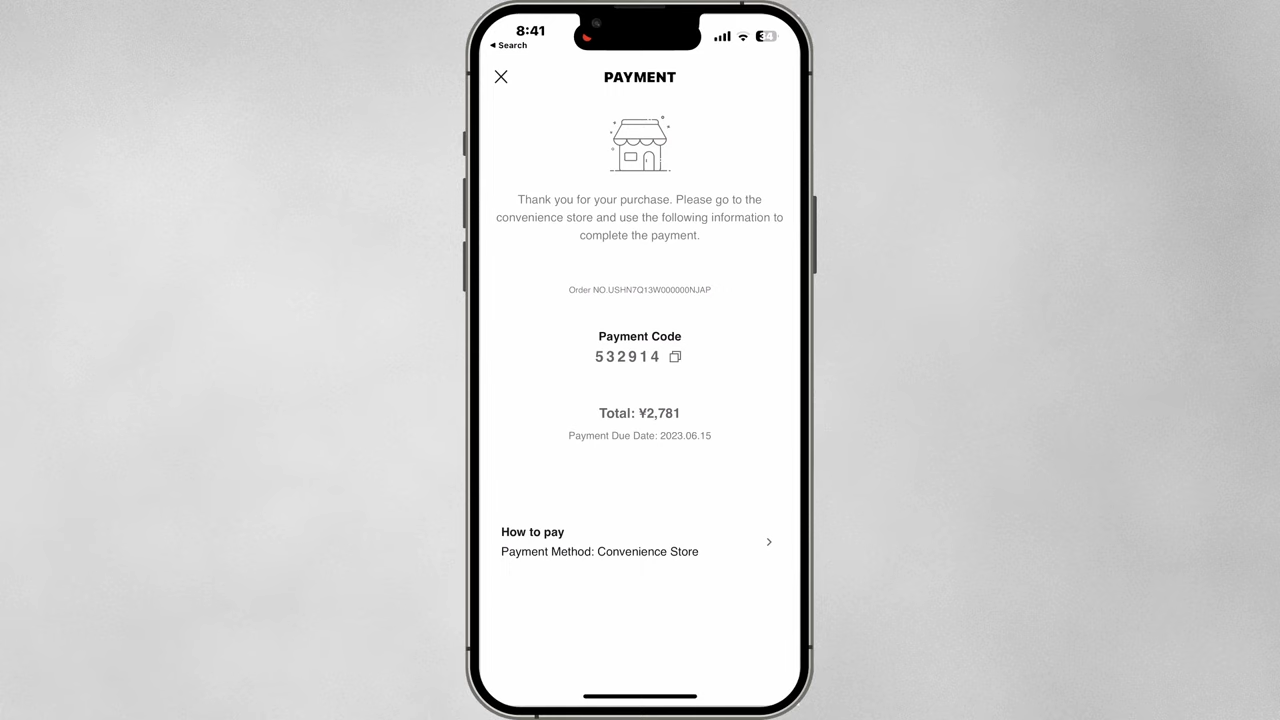 8:41
◀ Search
34
PAYMENT
Thank you for your purchase. Please go to the
convenience store and use the following information to
complete the payment.
Order NO.USHN7Q13W000000NJAP
Payment Code
532914
Total: ¥2,781
Payment Due Date: 2023.06.15
How to pay
Payment Method: Convenience Store